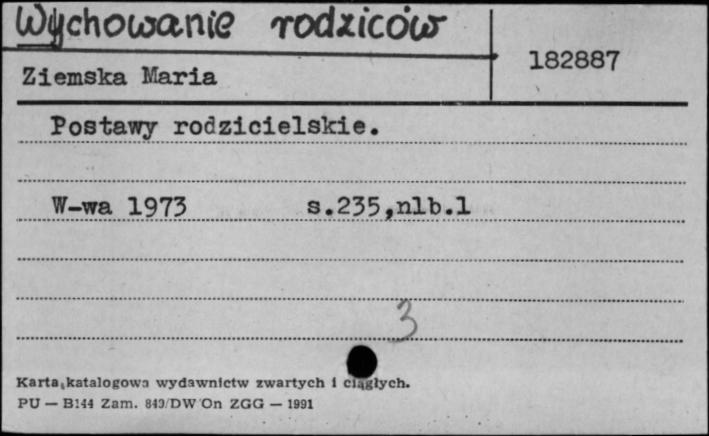 Wychowanie rodziców
182887
Ziemska Maria
Postawy rodzicielskie.
W-wa 1973 s.235,nlb.1
3
Karta katalogowa wydawnictw zwartych i ciągłych.
PU — B144 Zam. 849/DW On ZGG — 1991